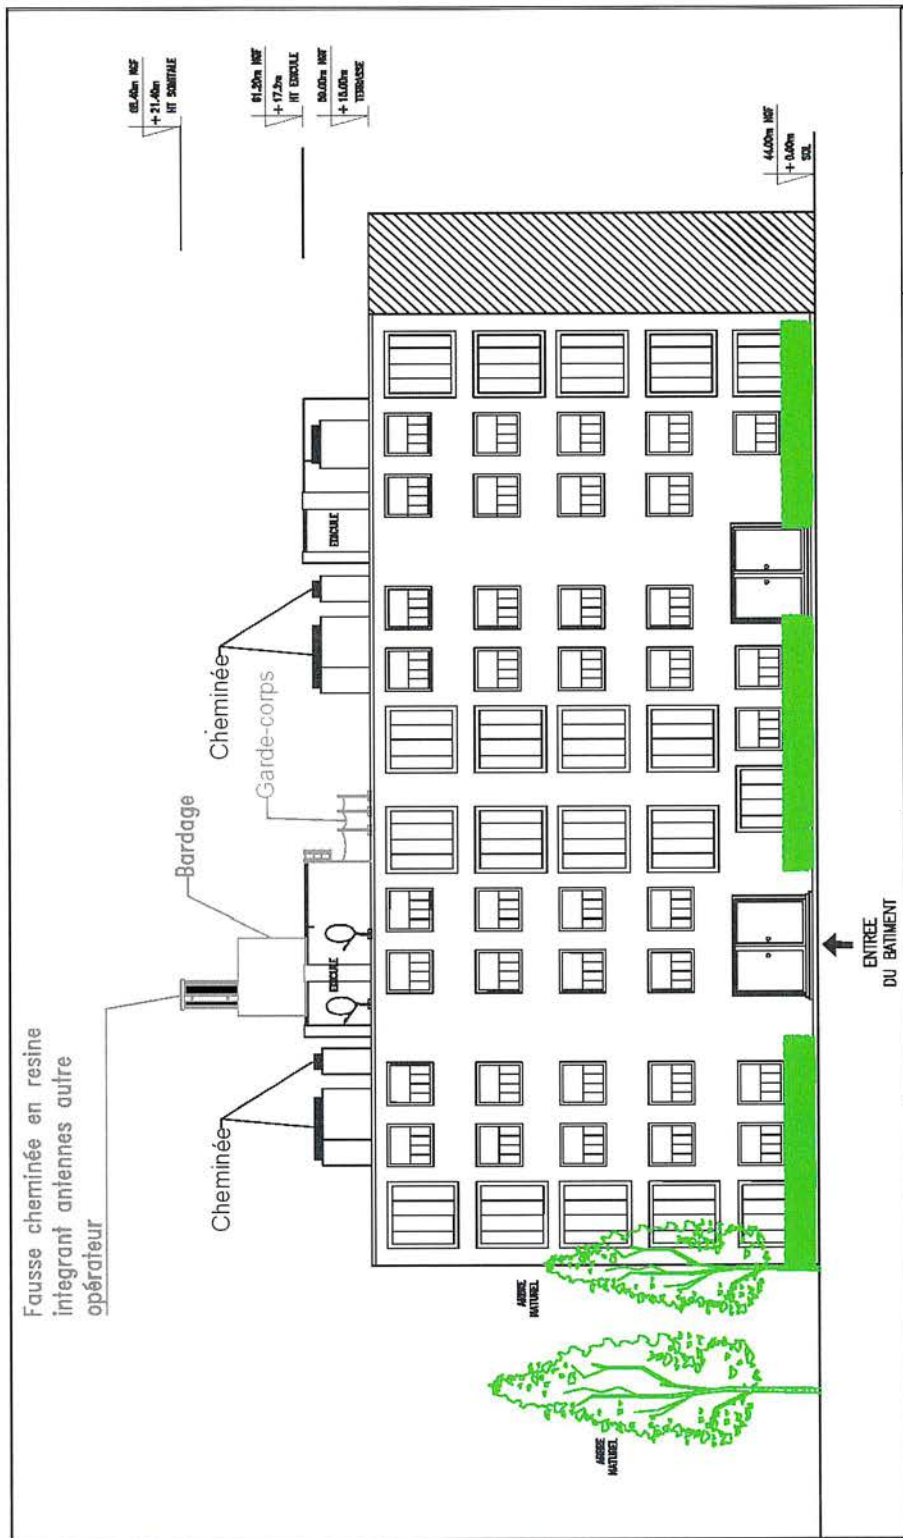 Fausse cheminée en resine
integrant antennes autre
opérateur
Bardage
Cheminée
Garde-corps
Cheminée
EDICULE
EDICULE
65.40m NGF
+ 21.40m
HT SOMITALE
61.20m NGF
+ 17.2m
HT EDICULE
59.00m NGF
+ 15.00m
TERRASSE
44.00m NGF
+ 0.00m
SOL
ARBRE
NATUREL
ARBRE
NATUREL
ENTREE
DU BATIMENT